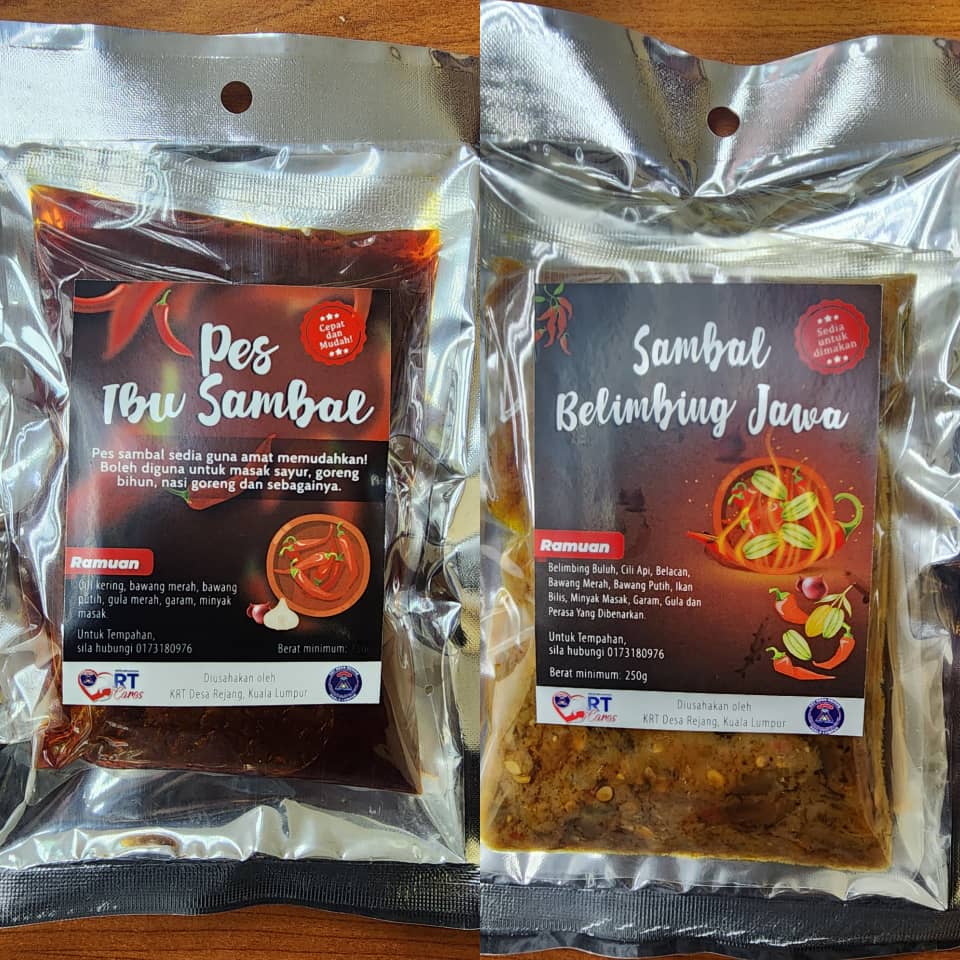 Pes
Ibu Sambal
Cepat
dan
Mudah!
Pes sambal sedia guna amat memudahkan!
Boleh diguna untuk masak sayur, goreng
bihun, nasi goreng dan sebagainya.
Ramuan
Cili kering, bawang merah, bawang
putih, gula merah, garam, minyak
masak.
Untuk Tempahan,
sila hubungi 0173180976
Berat minimum:
RT
Cares
Diusahakan oleh
KRT Desa Rejang, Kuala Lumpur
Sambal
Belimbing Jawa
Sedia
untuk
dimakan
Ramuan
Belimbing Buluh, Cili Api, Belacan,
Bawang Merah, Bawang Putih, Ikan
Bilis, Minyak Masak, Garam, Gula dan
Perasa Yang Dibenarkan.
Untuk Tempahan,
sila hubungi 0173180976
Berat minimum: 250g
RT
Cares
Diusahakan oleh
KRT Desa Rejang, Kuala Lumpur